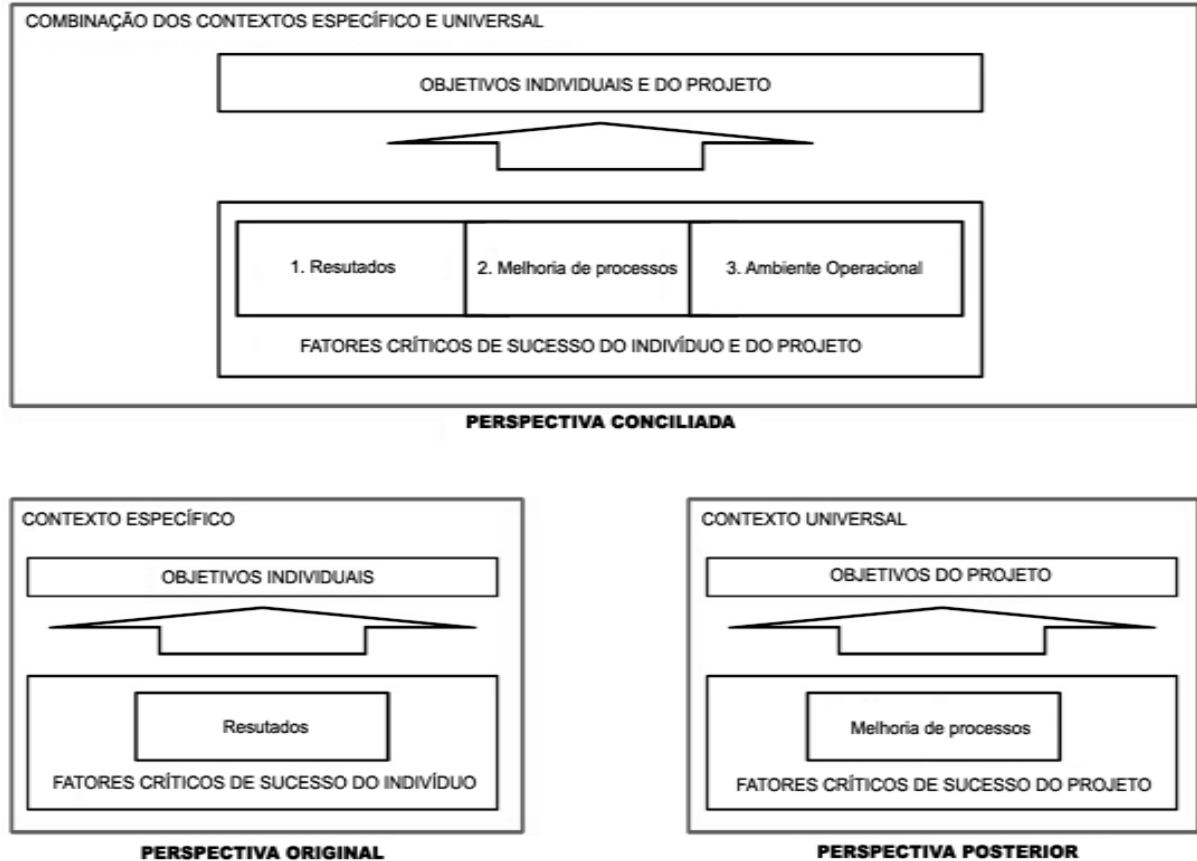 COMBINAÇÃO DOS CONTEXTOS ESPECÍFICO E UNIVERSAL
OBJETIVOS INDIVIDUAIS E DO PROJETO
1. Resutados
2. Melhoria de processos
3. Ambiente Operacional
FATORES CRÍTICOS DE SUCESSO DO INDIVÍDUO E DO PROJETO
PERSPECTIVA CONCILIADA
CONTEXTO ESPECÍFICO
OBJETIVOS INDIVIDUAIS
Resutados
FATORES CRÍTICOS DE SUCESSO DO INDIVÍDUO
PERSPECTIVA ORIGINAL
CONTEXTO UNIVERSAL
OBJETIVOS DO PROJETO
Melhoria de processos
FATORES CRÍTICOS DE SUCESSO DO PROJETO
PERSPECTIVA POSTERIOR